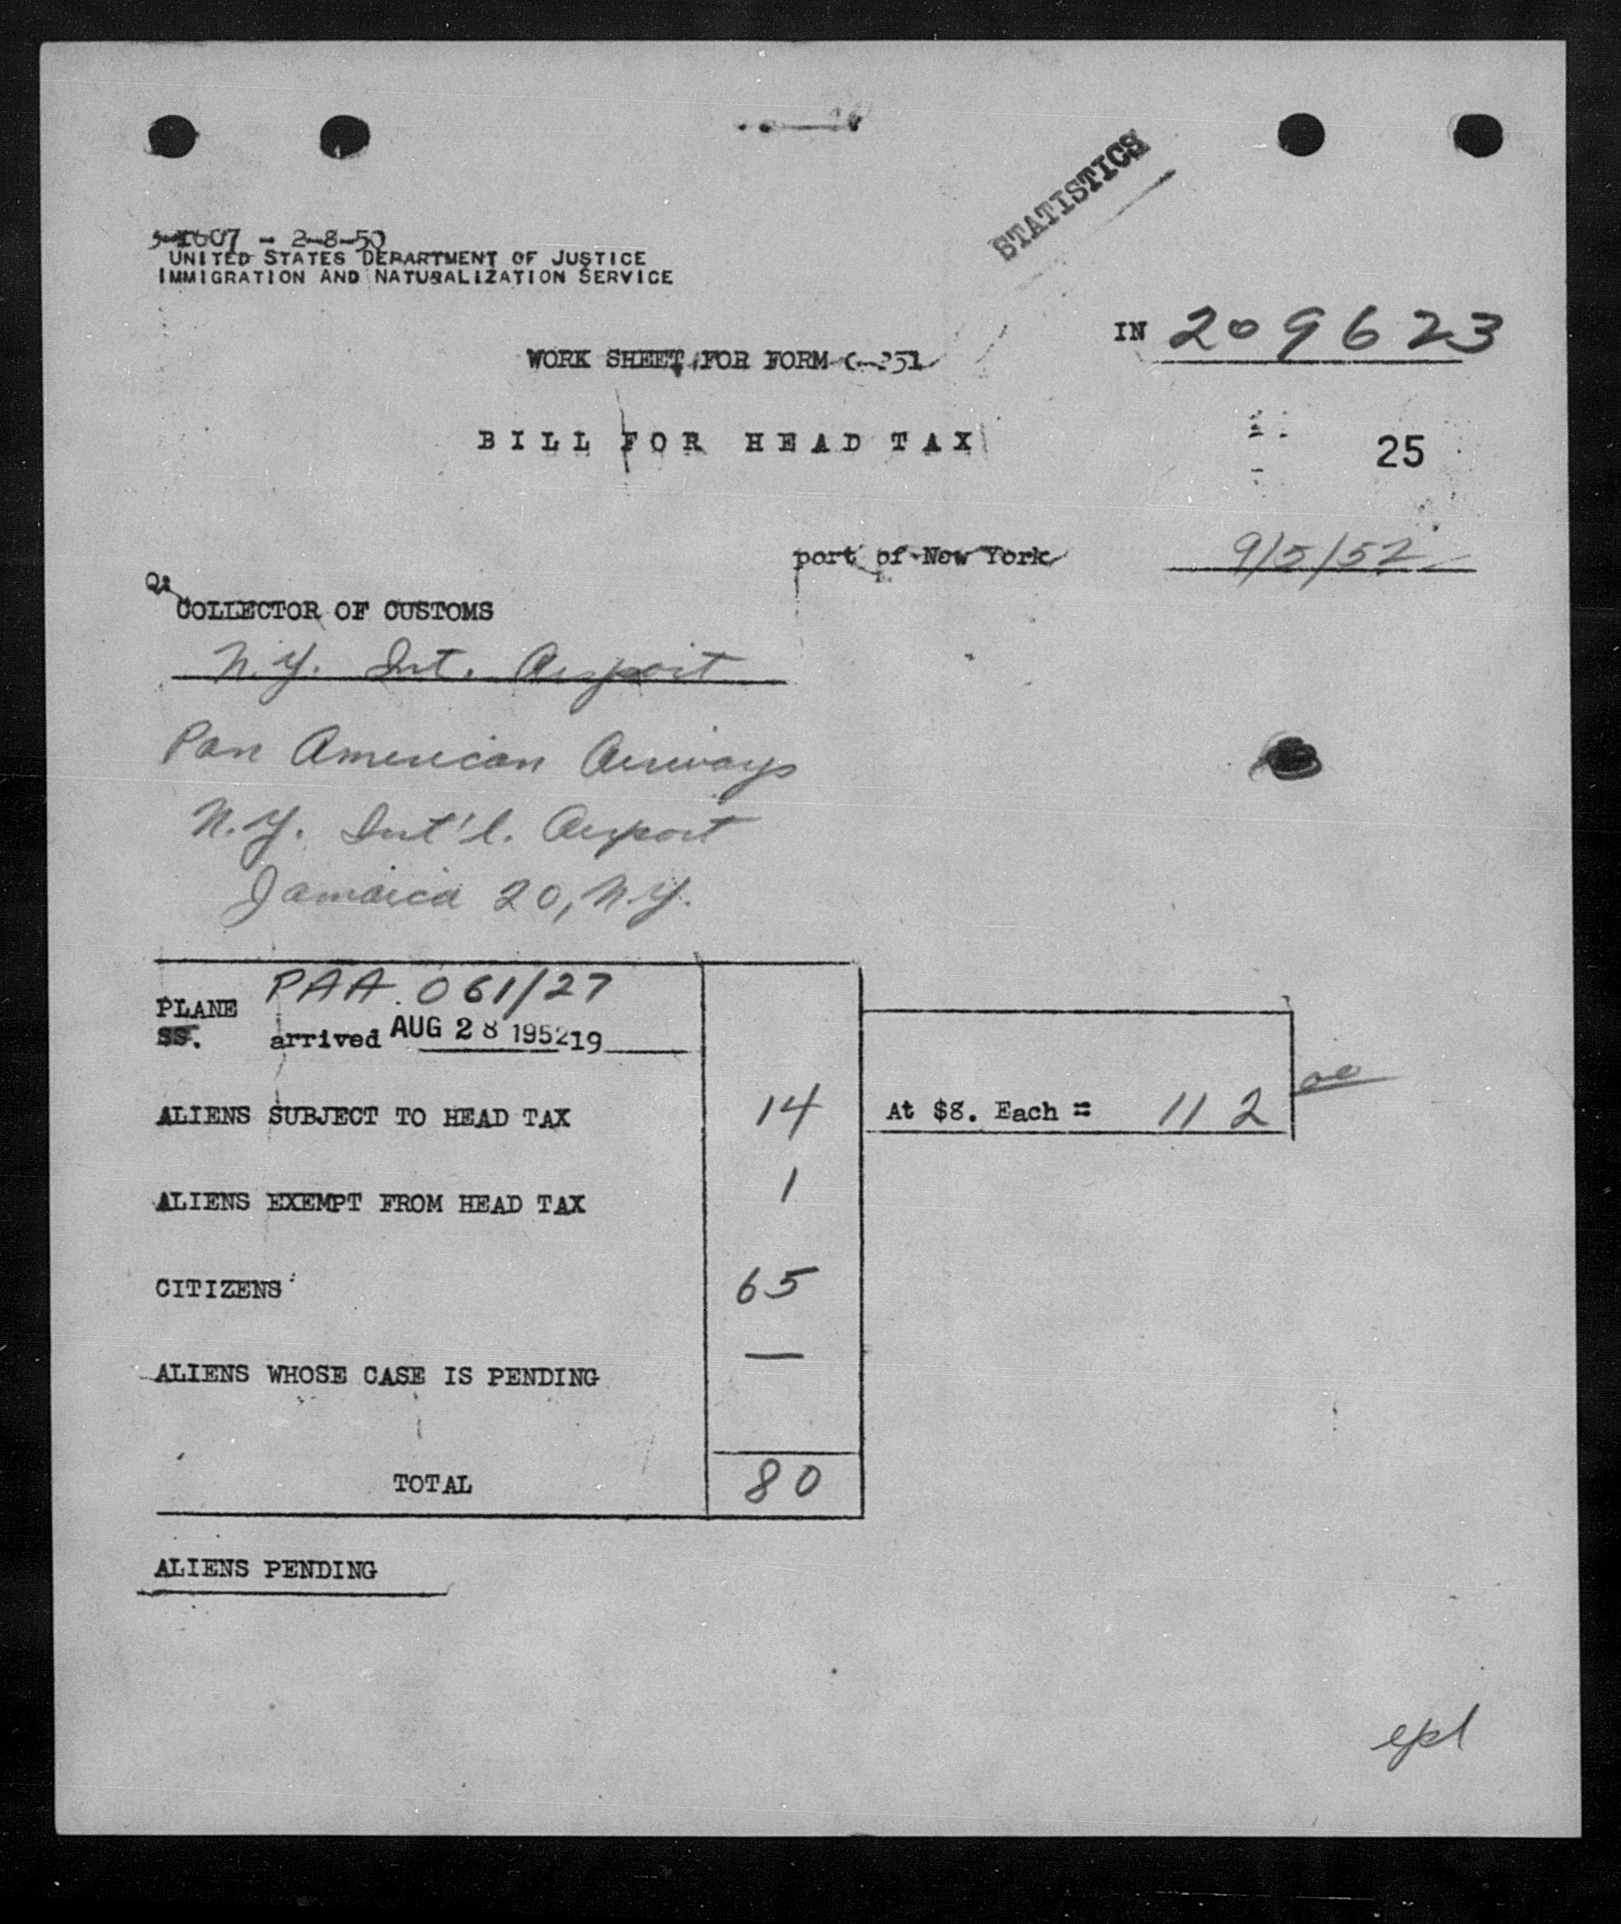 STATISTICS
3-1607 - 2-8-50
UNITED STATES DEPARTMENT OF JUSTICE
IMMIGRATION AND NATURALIZATION SERVICE
IN 209623
WORK SHEET FOR FORM
BILL FOR HEAD TAX
25
port of New York 9/5/52
COLLECTOR OF CUSTOMS
N.Y. Int. Airport
Pan American Airways
N.Y. Int'l. Airport
Jamaica 20, N.Y.
PLANE PAA. 061/27
SS. arrived AUG 28 1952 19
ALIENS SUBJECT TO HEAD TAX 14 At $8. Each = 112 00
ALIENS EXEMPT FROM HEAD TAX 1
CITIZENS 65
ALIENS WHOSE CASE IS PENDING —
TOTAL 80
ALIENS PENDING
epl